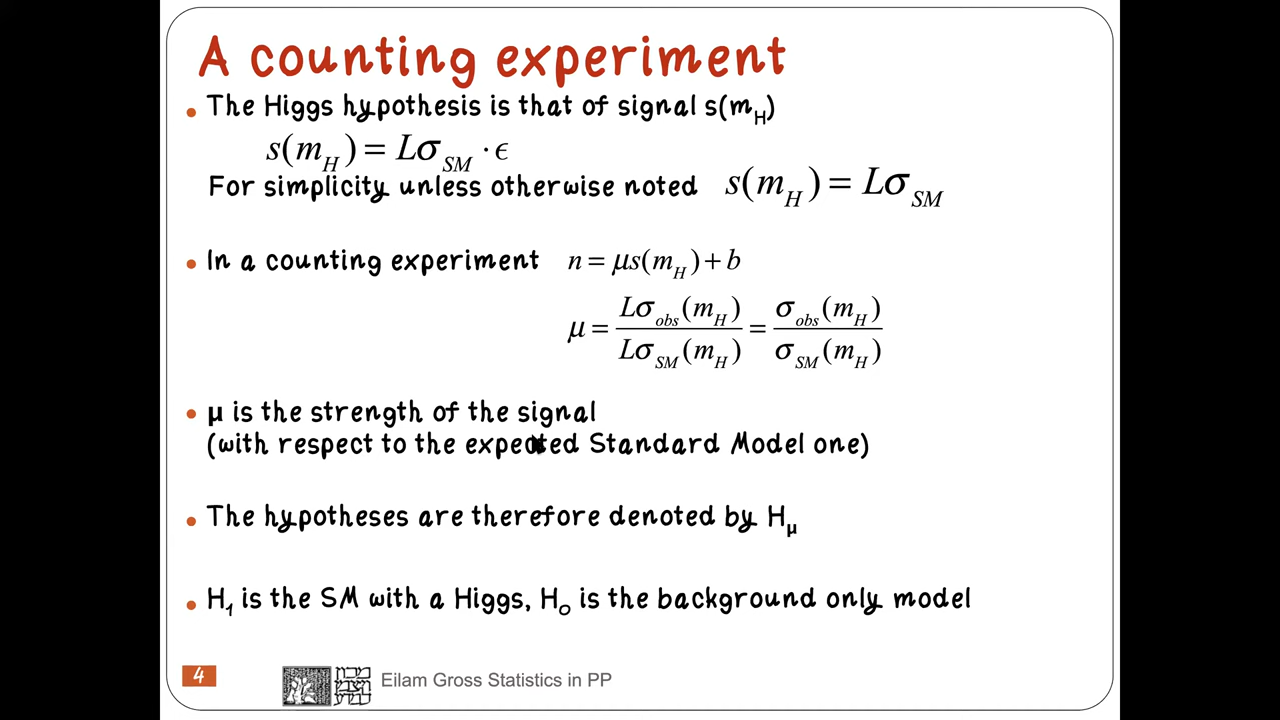 A counting experiment
• The Higgs hypothesis is that of signal s(m_H)
s(m_H) = Lσ_SM · ϵ
For simplicity unless otherwise noted s(m_H) = Lσ_SM
• In a counting experiment n = μs(m_H) + b
μ = Lσ_obs(m_H) / Lσ_SM(m_H) = σ_obs(m_H) / σ_SM(m_H)
• μ is the strength of the signal
(with respect to the expected Standard Model one)
• The hypotheses are therefore denoted by H_μ
• H_1 is the SM with a Higgs, H_0 is the background only model
4
Eilam Gross Statistics in PP